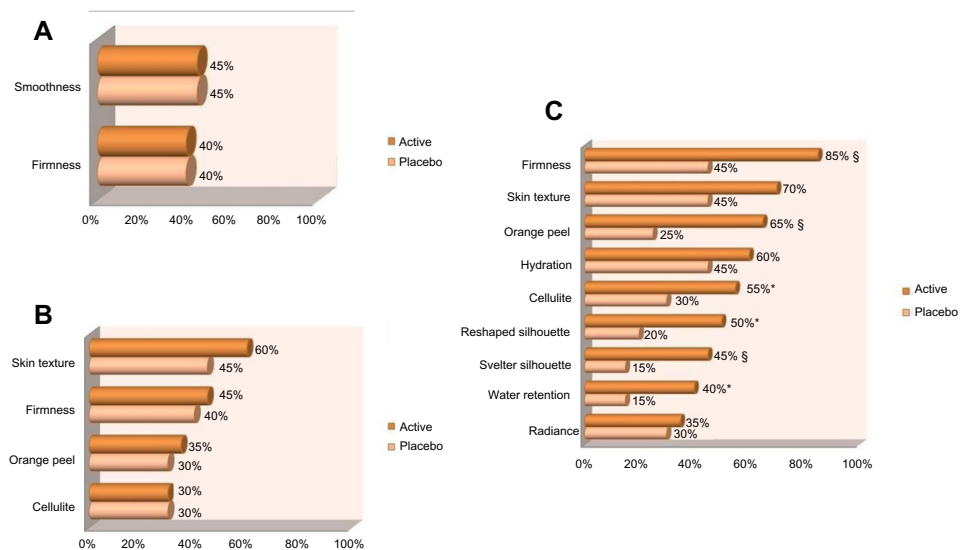 A
Smoothness
45%
45%
Firmness
40%
40%
0% 20% 40% 60% 80% 100%
Active
Placebo
B
Skin texture
60%
45%
Firmness
45%
40%
Orange peel
35%
30%
Cellulite
30%
30%
0% 20% 40% 60% 80% 100%
Active
Placebo
C
Firmness
85% §
45%
Skin texture
70%
45%
Orange peel
65% §
25%
Hydration
60%
45%
Cellulite
55%*
30%
Reshaped silhouette
50%*
20%
Svelter silhouette
45% §
15%
Water retention
40%*
15%
Radiance
35%
30%
0% 20% 40% 60% 80% 100%
Active
Placebo